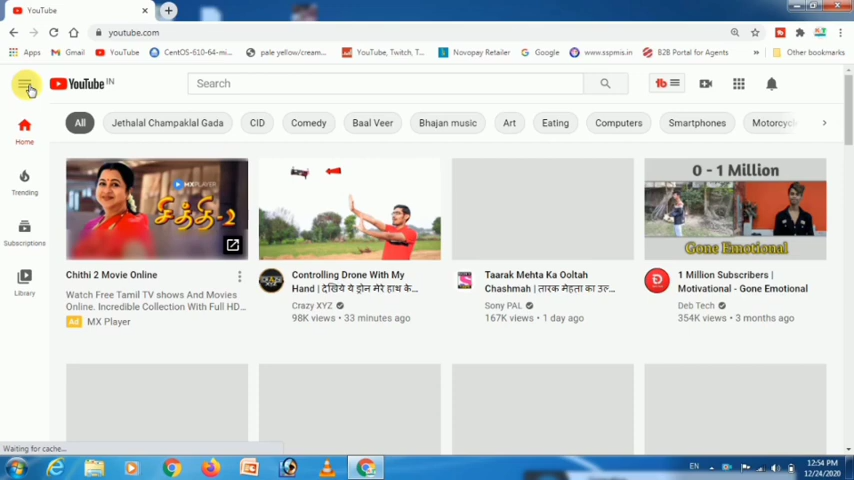 YouTube
youtube.com
Apps
Gmail
YouTube
CentOS-610-64-mi...
pale yellow/cream...
YouTube, Twitch, T...
Novopay Retailer
Google
www.sspmis.in
B2B Portal for Agents
»
Other bookmarks
YouTube IN
Search
All
Jethalal Champaklal Gada
CID
Comedy
Baal Veer
Bhajan music
Art
Eating
Computers
Smartphones
Motorcyc
Home
Trending
Subscriptions
Library
MXPLAYER
சித்தி-2
0 - 1 Million
Gone Emotional
Chithi 2 Movie Online
Watch Free Tamil TV shows And Movies
Online. Incredible Collection With Full HD...
Ad MX Player
CRAZY XYZ
Controlling Drone With My
Hand | देखिये ये ड्रोन मेरे हाथ के...
Crazy XYZ
98K views • 33 minutes ago
Taarak Mehta Ka Ooltah
Chashmah | तारक मेहता का उल...
Sony PAL
167K views • 1 day ago
1 Million Subscribers |
Motivational - Gone Emotional
Deb Tech
354K views • 3 months ago
Waiting for cache...
EN
12:54 PM
12/24/2020